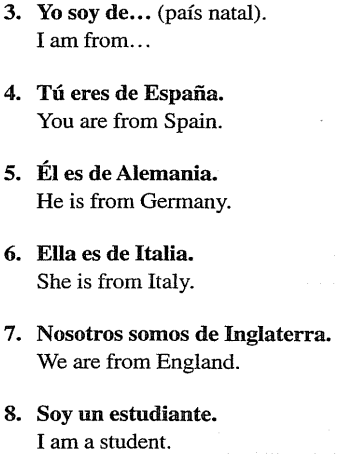 3. Yo soy de... (país natal).
I am from...
4. Tú eres de España.
You are from Spain.
5. Él es de Alemania.
He is from Germany.
6. Ella es de Italia.
She is from Italy.
7. Nosotros somos de Inglaterra.
We are from England.
8. Soy un estudiante.
I am a student.